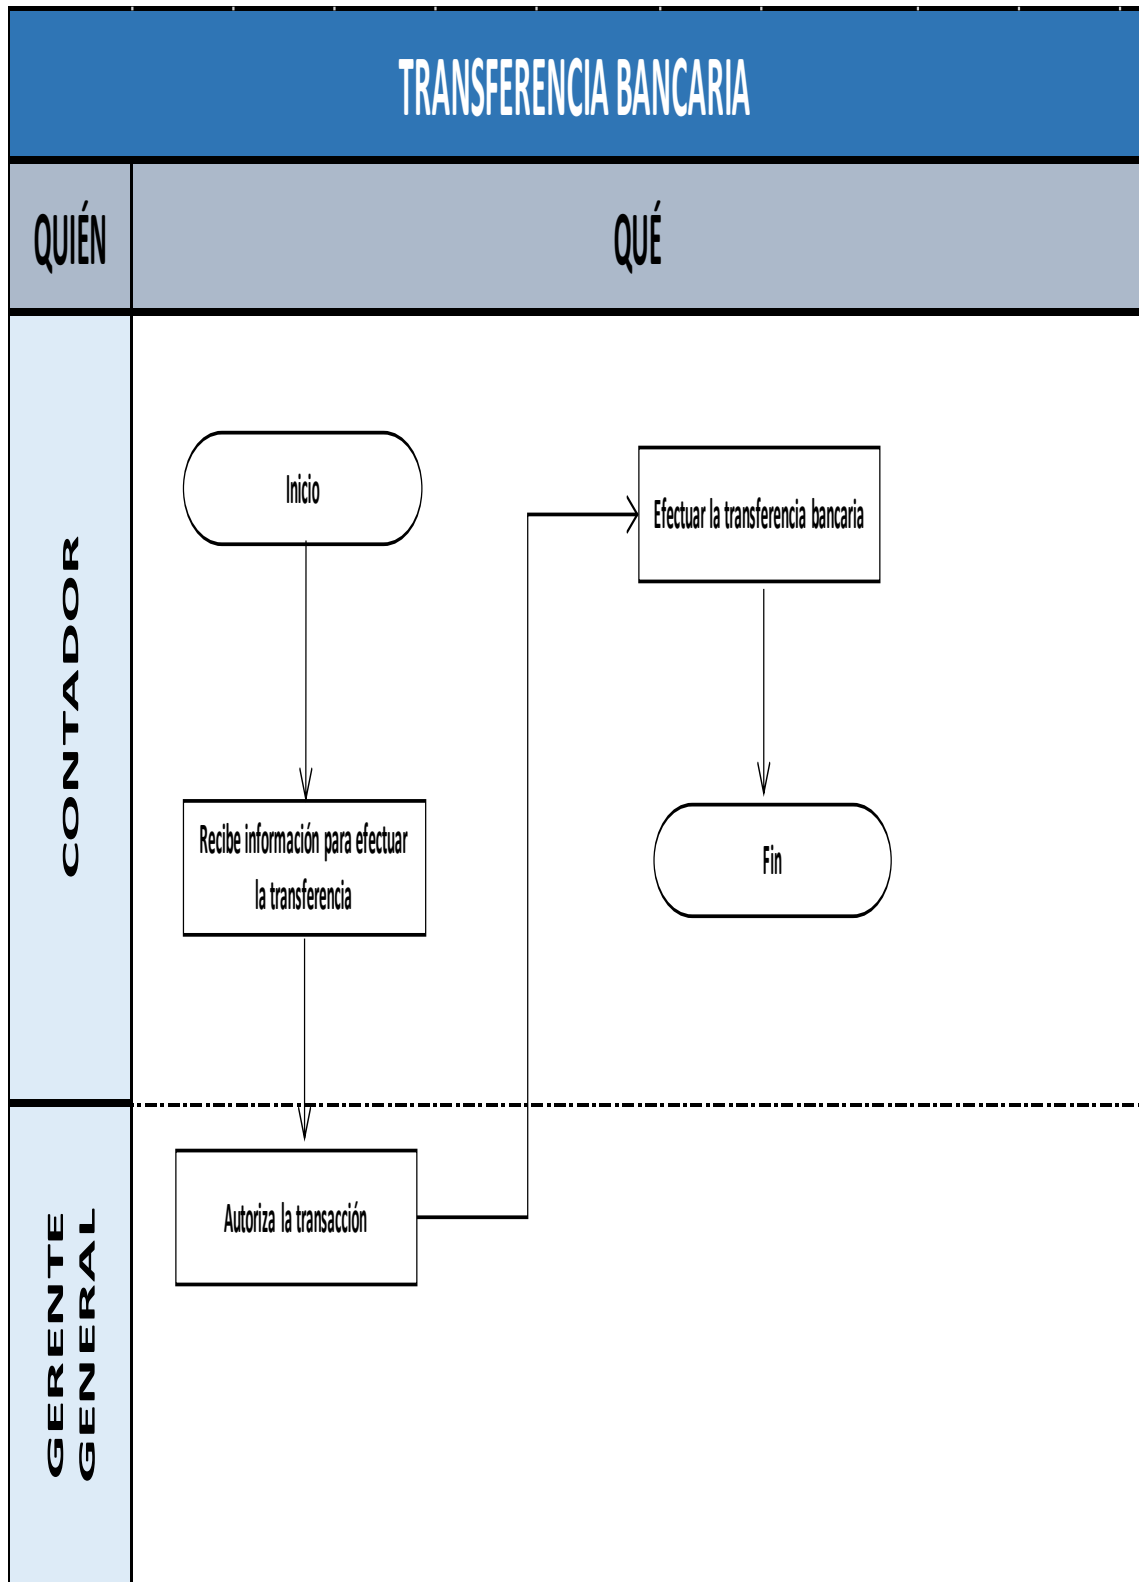 TRANSFERENCIA BANCARIA
QUIÉN
QUÉ
CONTADOR
Inicio
Recibe información para efectuar
la transferencia
Efectuar la transferencia bancaria
Fin
GERENTE
GENERAL
Autoriza la transacción